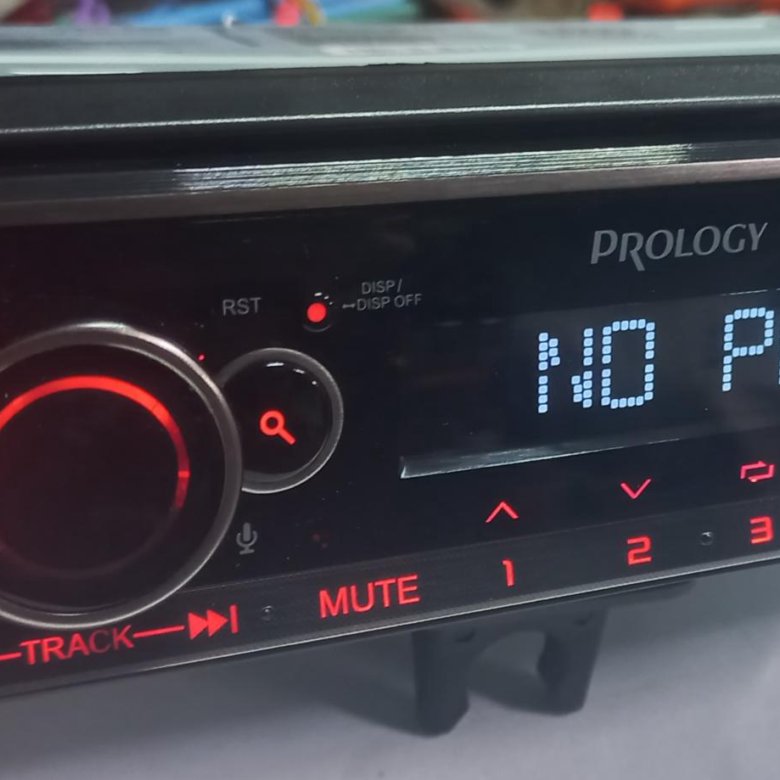 PROLOGY
RST
DISP /
DISP OFF
NO P
1
2
3
MUTE
TRACK